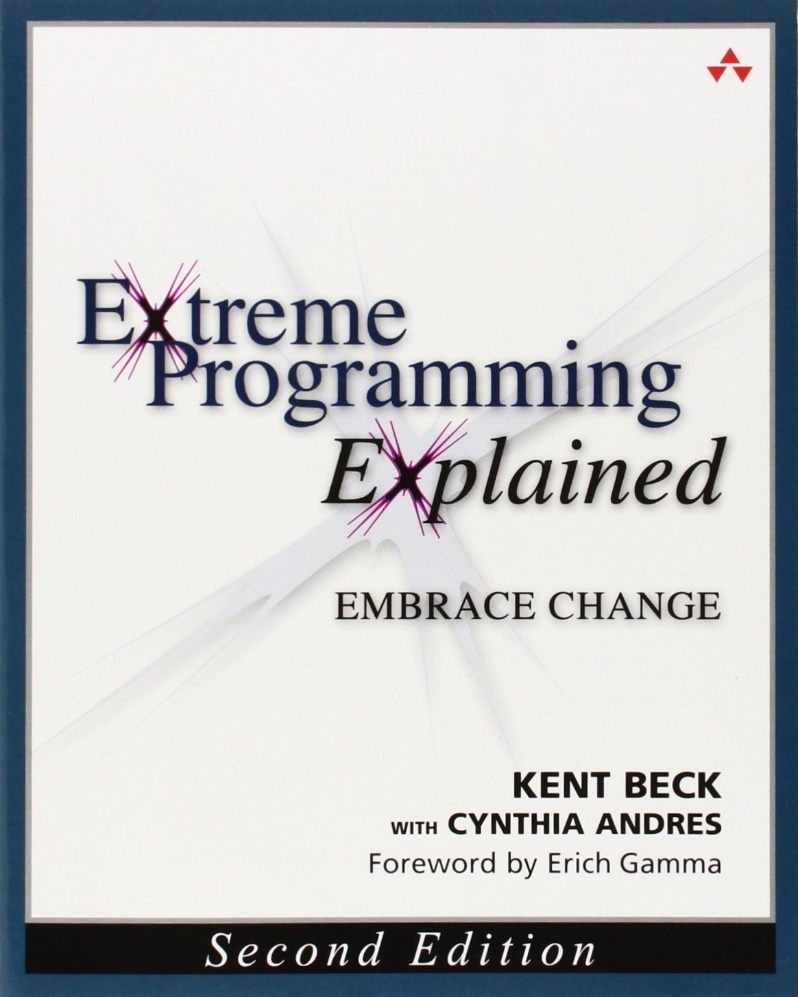 Extreme
Programming
Explained
EMBRACE CHANGE
KENT BECK
WITH CYNTHIA ANDRES
Foreword by Erich Gamma
Second Edition